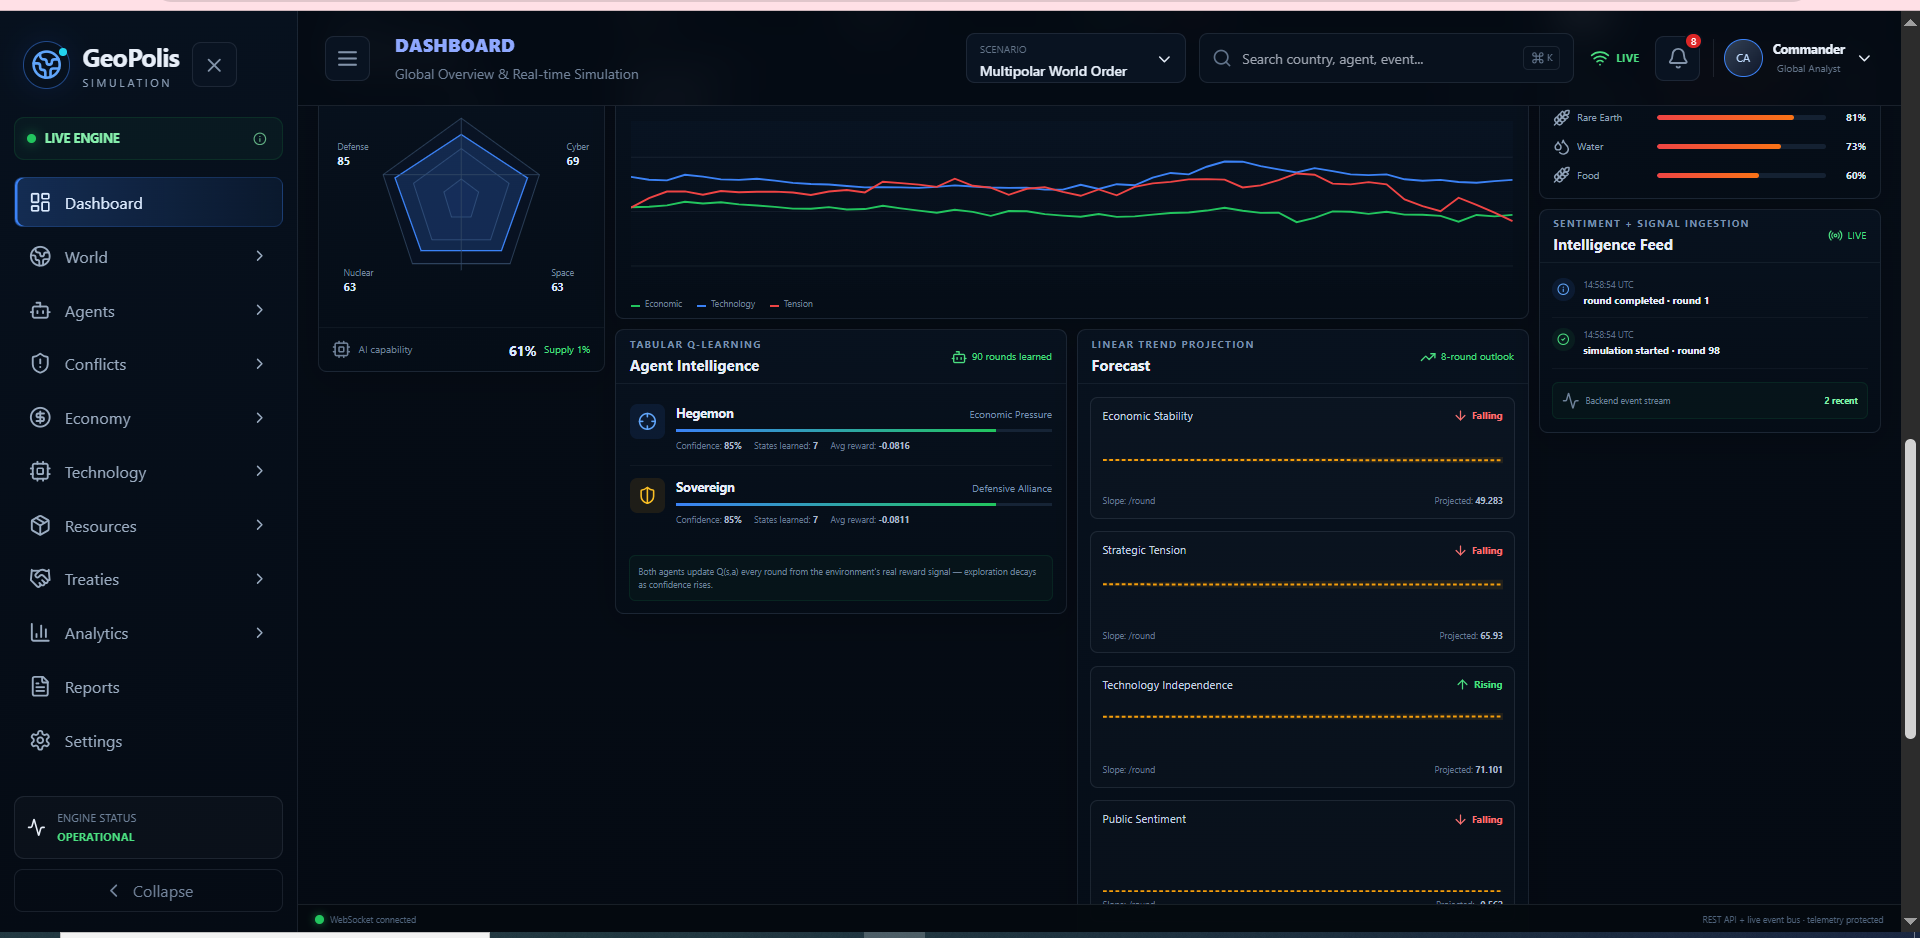 GeoPolis
SIMULATION
LIVE ENGINE
Dashboard
World
Agents
Conflicts
Economy
Technology
Resources
Treaties
Analytics
Reports
Settings
ENGINE STATUS
OPERATIONAL
Collapse
DASHBOARD
Global Overview & Real-time Simulation
SCENARIO
Multipolar World Order
Search country, agent, event...
⌘ K
LIVE
8
CA
Commander
Global Analyst
Defense
85
Cyber
69
Nuclear
63
Space
63
AI capability
61% Supply 1%
Economic Technology Tension
TABULAR Q-LEARNING
Agent Intelligence
90 rounds learned
Hegemon
Economic Pressure
Confidence: 85% States learned: 7 Avg reward: -0.0816
Sovereign
Defensive Alliance
Confidence: 85% States learned: 7 Avg reward: -0.0811
Both agents update Q(s,a) every round from the environment's real reward signal — exploration decays
as confidence rises.
LINEAR TREND PROJECTION
Forecast
8-round outlook
Economic Stability
Falling
Slope: /round
Projected: 49.283
Strategic Tension
Falling
Slope: /round
Projected: 65.93
Technology Independence
Rising
Slope: /round
Projected: 71.101
Public Sentiment
Falling
Rare Earth
81%
Water
73%
Food
60%
SENTIMENT + SIGNAL INGESTION
Intelligence Feed
LIVE
14:58:54 UTC
round completed · round 1
14:58:54 UTC
simulation started · round 98
Backend event stream
2 recent
WebSocket connected
REST API + live event bus · telemetry protected